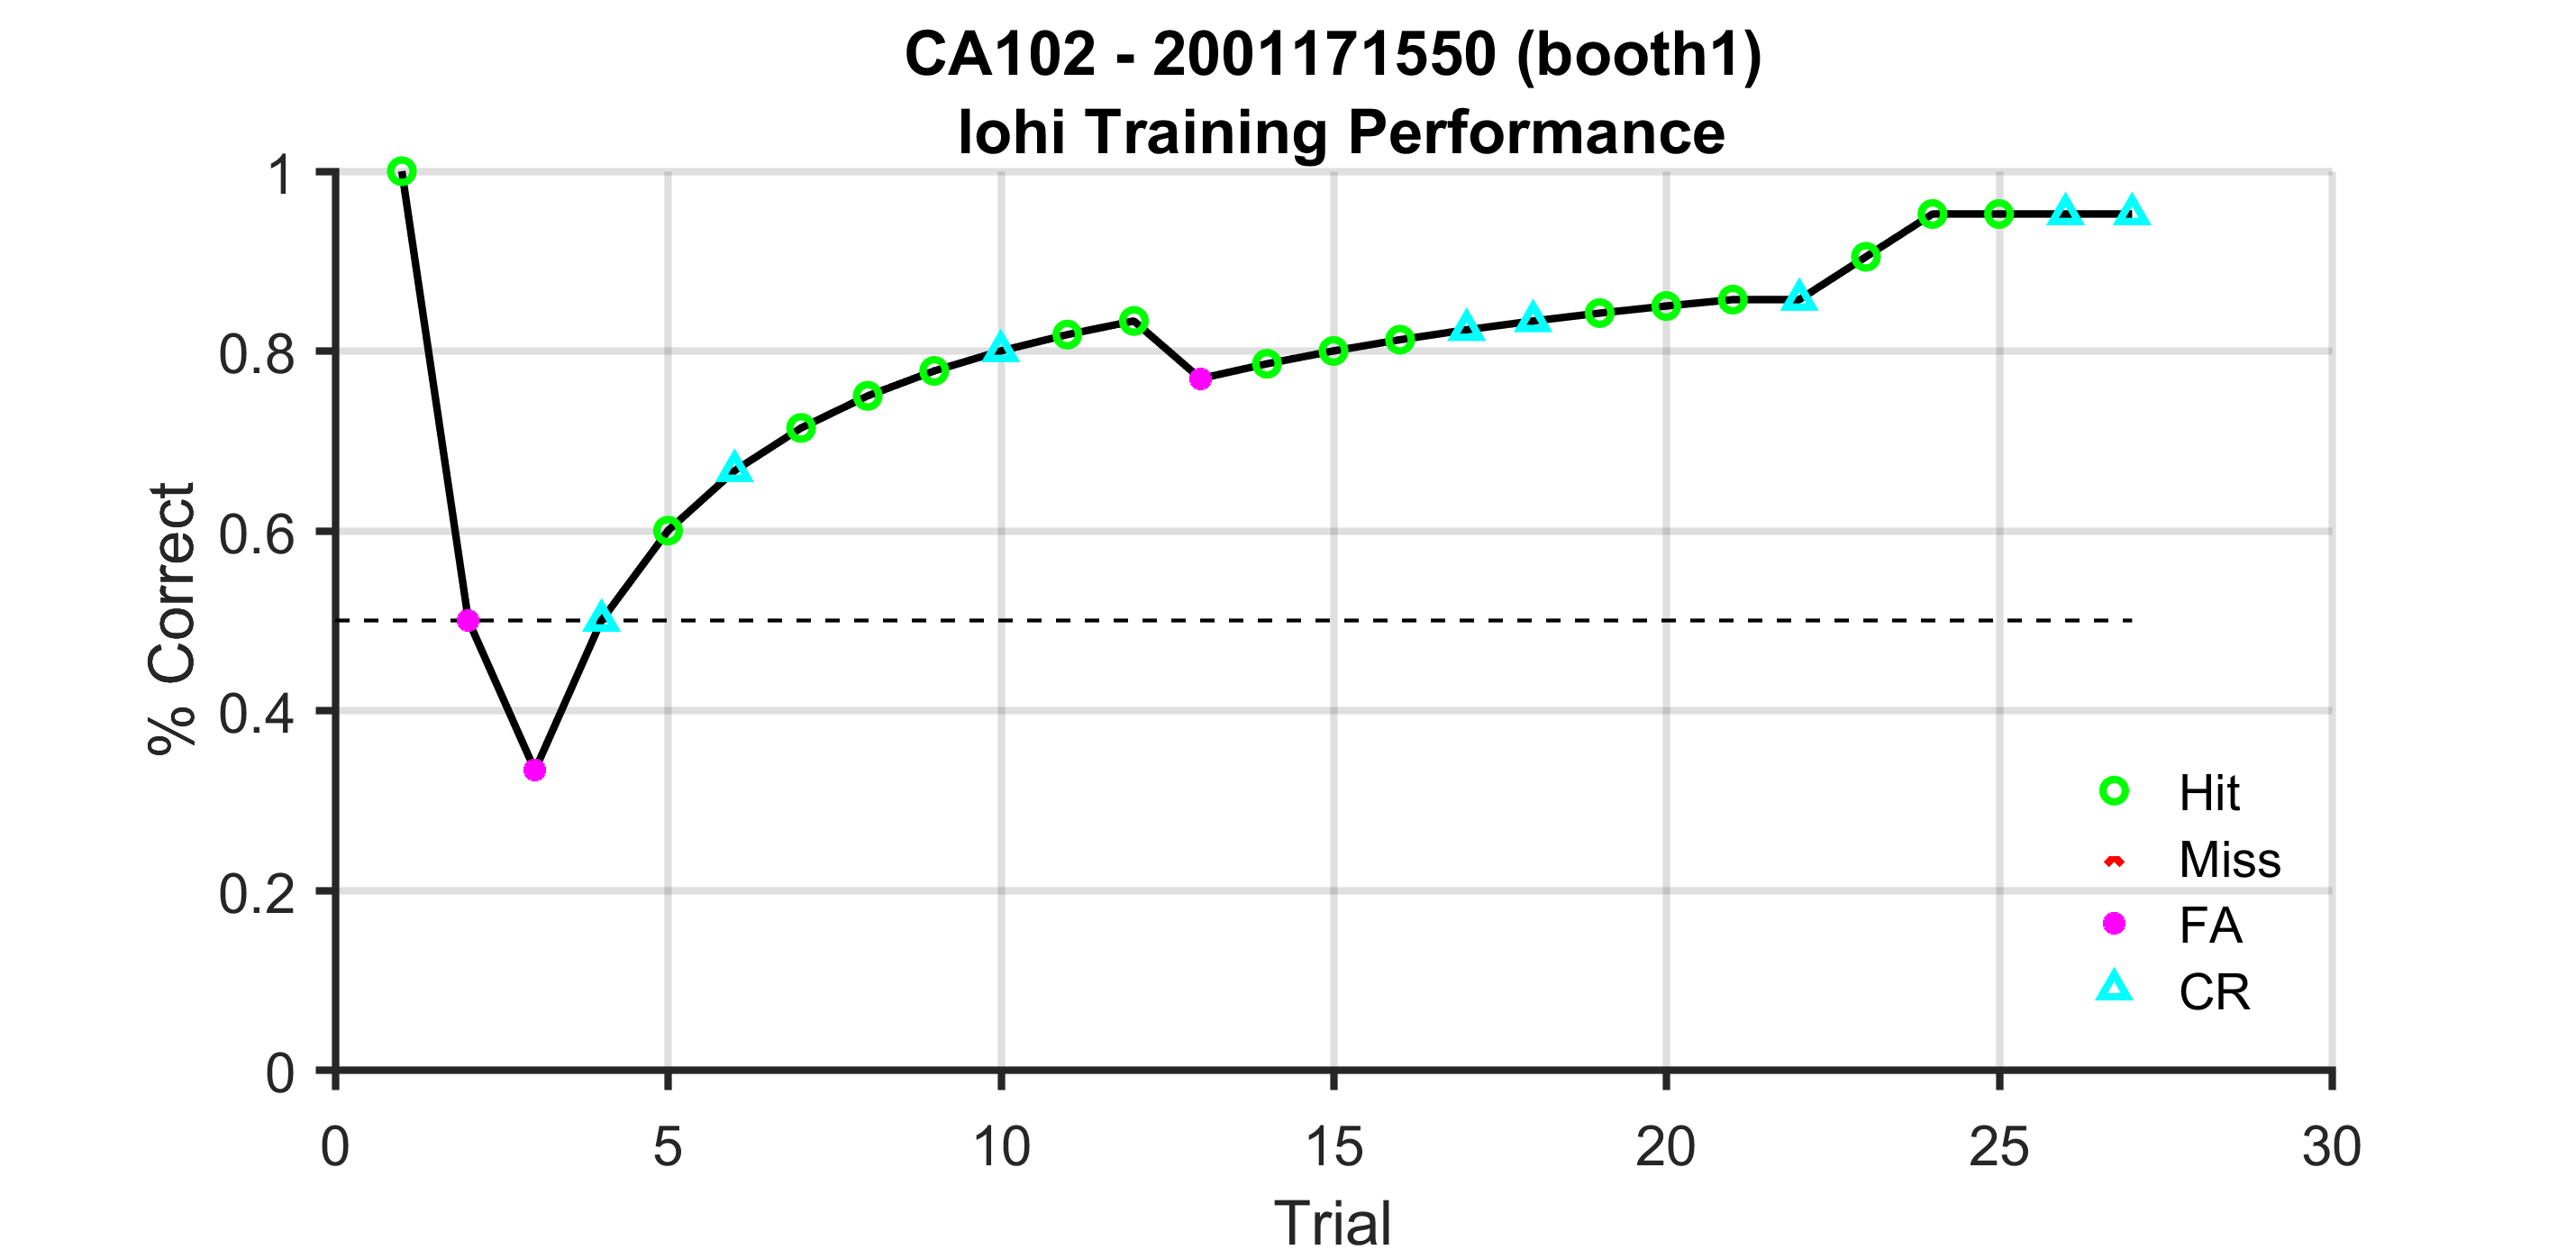 CA102 - 2001171550 (booth1)
lohi Training Performance
% Correct
1
0.8
0.6
0.4
0.2
0
0 5 10 15 20 25 30
Trial
Hit
Miss
FA
CR